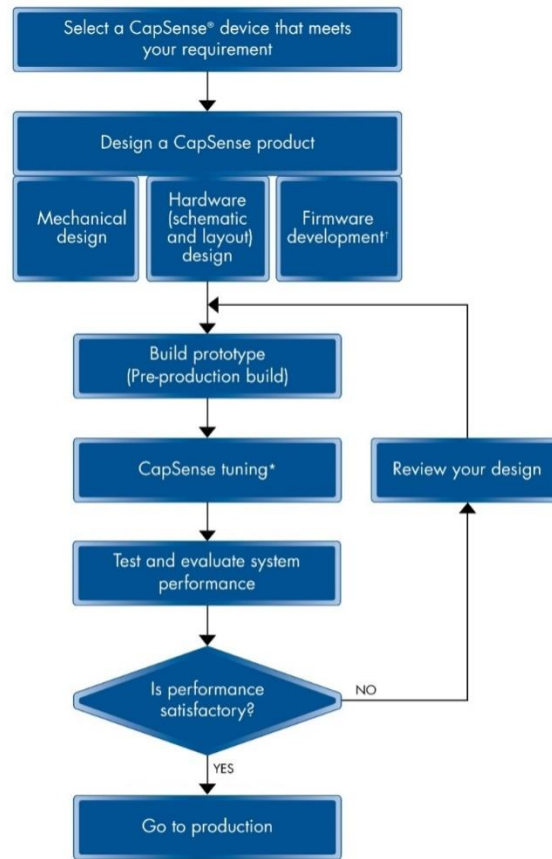 Select a CapSense® device that meets
your requirement
Design a CapSense product
Mechanical
design
Hardware
(schematic
and layout)
design
Firmware
development†
Build prototype
(Pre-production build)
CapSense tuning*
Review your design
Test and evaluate system
performance
Is performance
satisfactory?
NO
YES
Go to production